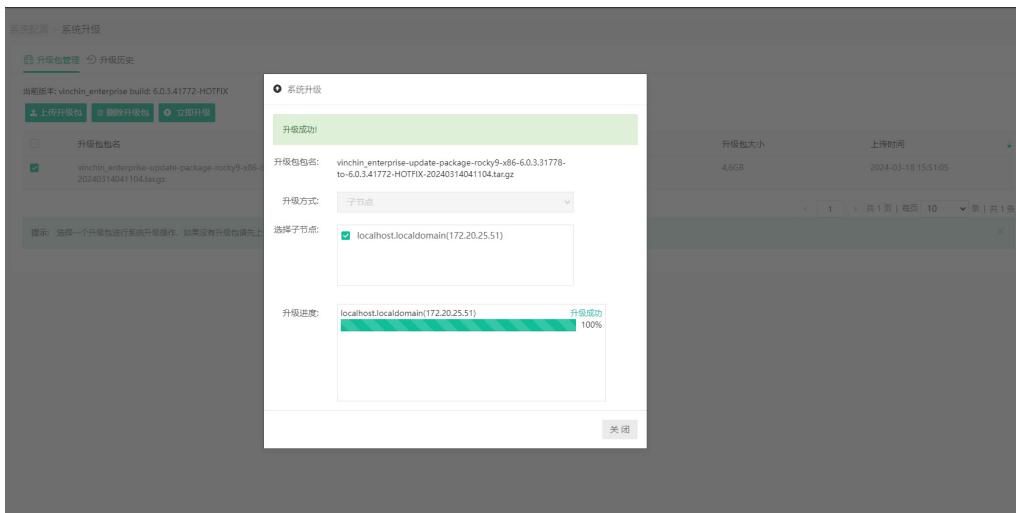 系统配置 > 系统升级
升级包管理 升级历史
当前版本: vinchin_enterprise build: 6.0.3.41772-HOTFIX
上传升级包 删除升级包 立即升级
升级包包名 升级包大小 上传时间
vinchin_enterprise-update-package-rocky9-x86-6
20240314041104.tar.gz
4.6GB 2024-03-18 15:51:05
< 1 > 共1页 | 每页 10 条 | 共1条
提示: 选择一个升级包进行系统升级操作, 如果没有升级包请先上
系统升级
升级成功!
升级包包名: vinchin_enterprise-update-package-rocky9-x86-6.0.3.31778-
to-6.0.3.41772-HOTFIX-20240314041104.tar.gz
升级方式: 子节点
选择子节点: localhost.localdomain(172.20.25.51)
升级进度: localhost.localdomain(172.20.25.51) 升级成功
100%
关闭